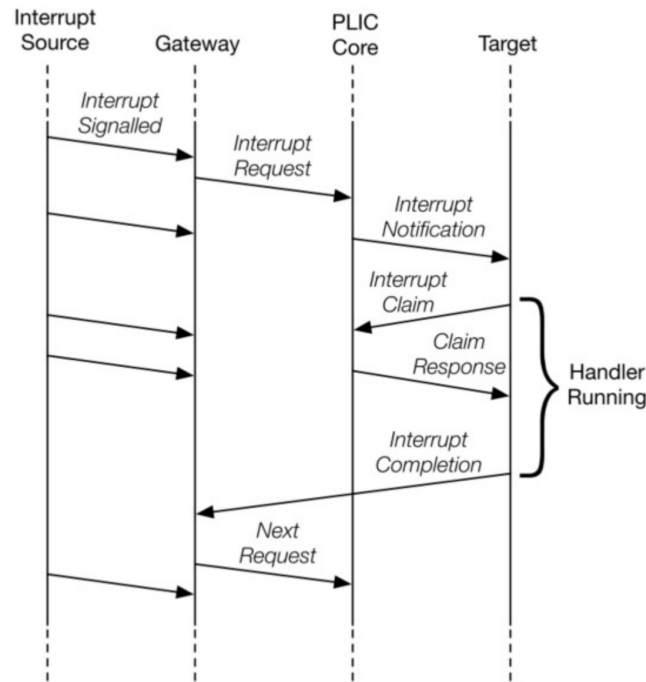 Interrupt
Source
Gateway
PLIC
Core
Target
Interrupt
Signalled
Interrupt
Request
Interrupt
Notification
Interrupt
Claim
Claim
Response
Handler
Running
Interrupt
Completion
Next
Request